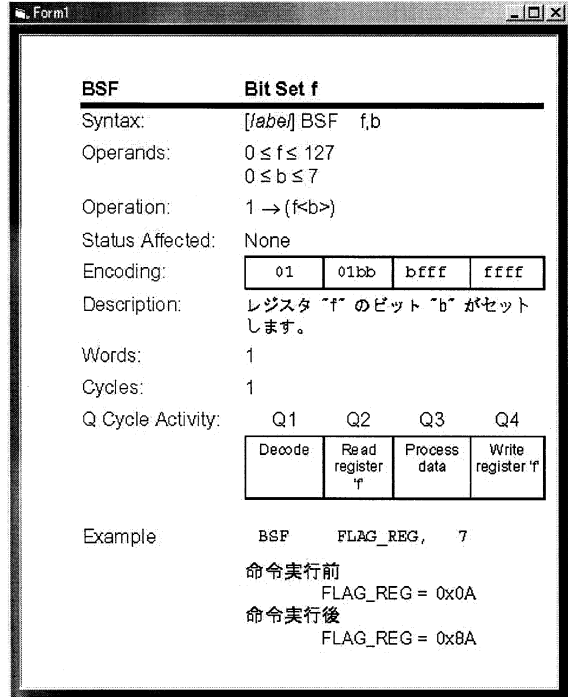 Form1
BSF Bit Set f
Syntax: [label] BSF f,b
Operands: 0 ≤ f ≤ 127
0 ≤ b ≤ 7
Operation: 1 → (f<b>)
Status Affected: None
Encoding: 01 01bb bfff ffff
Description: レジスタ "f" のビット "b" がセット
します。
Words: 1
Cycles: 1
Q Cycle Activity: Q1 Q2 Q3 Q4
Decode Read register 'f' Process data Write register 'f'
Example BSF FLAG_REG, 7
命令実行前
FLAG_REG = 0x0A
命令実行後
FLAG_REG = 0x8A